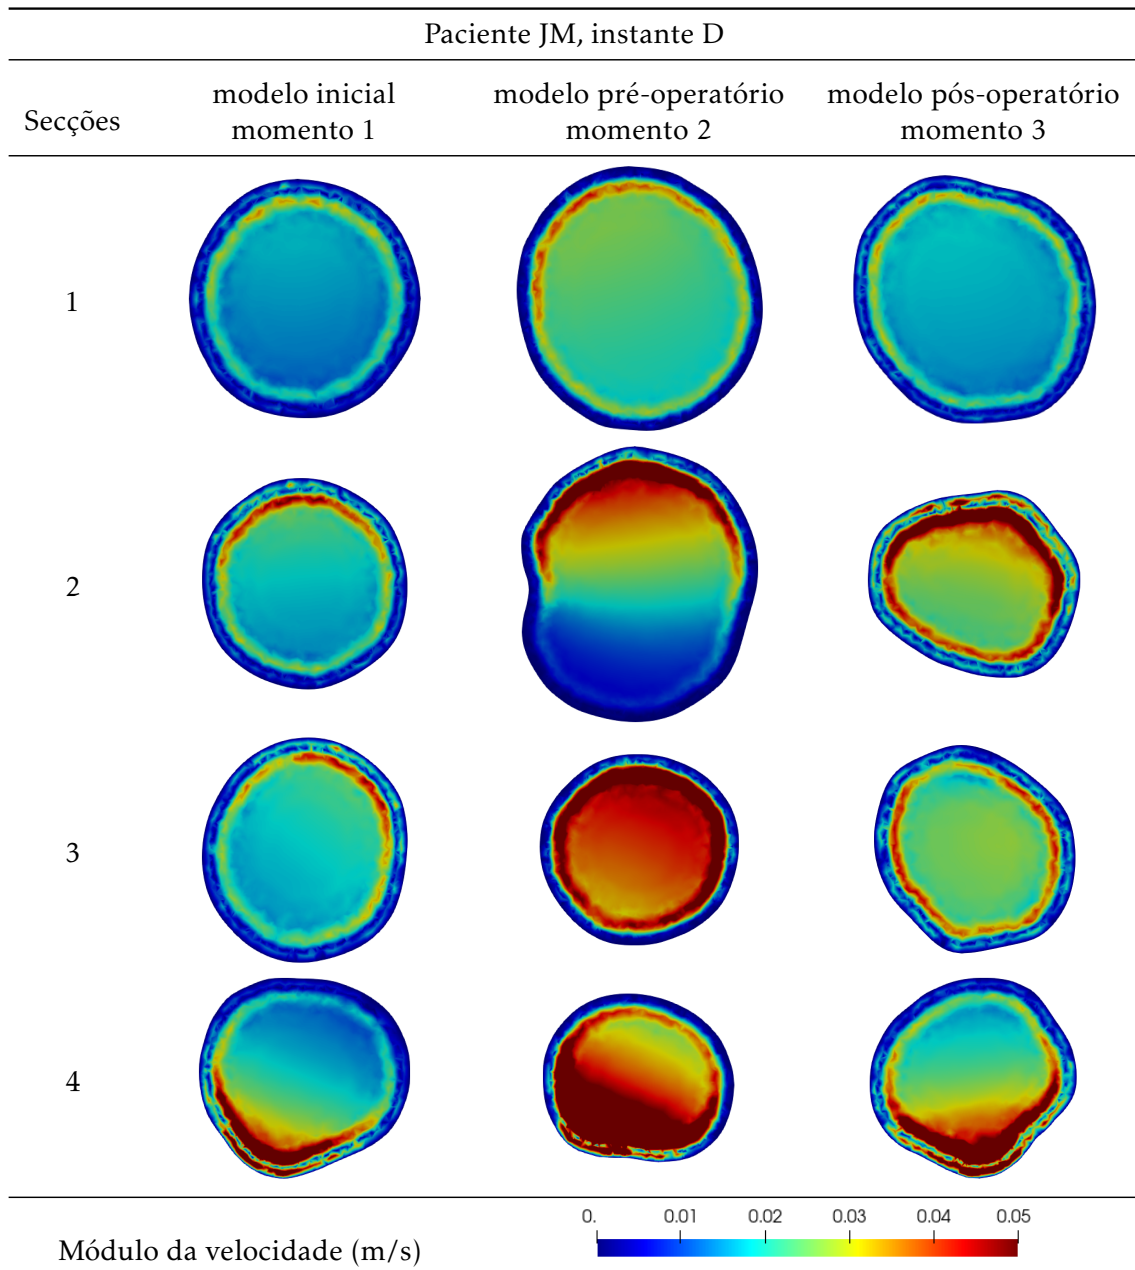 Paciente JM, instante D
Secções
modelo inicial
momento 1
modelo pré-operatório
momento 2
modelo pós-operatório
momento 3
1
2
3
4
Módulo da velocidade (m/s)
0. 0.01 0.02 0.03 0.04 0.05